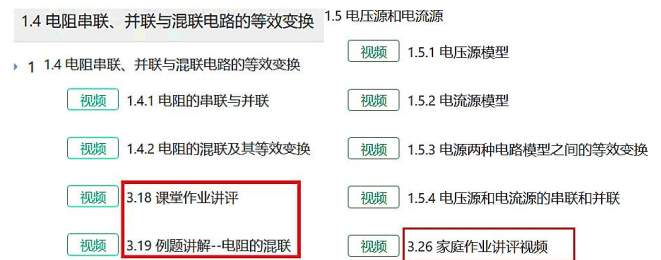 1.4 电阻串联、并联与混联电路的等效变换
1 1.4 电阻串联、并联与混联电路的等效变换
视频 1.4.1 电阻的串联与并联
视频 1.4.2 电阻的混联及其等效变换
视频 3.18 课堂作业讲评
视频 3.19 例题讲解--电阻的混联
1.5 电压源和电流源
视频 1.5.1 电压源模型
视频 1.5.2 电流源模型
视频 1.5.3 电源两种电路模型之间的等效变换
视频 1.5.4 电压源和电流源的串联和并联
视频 3.26 家庭作业讲评视频